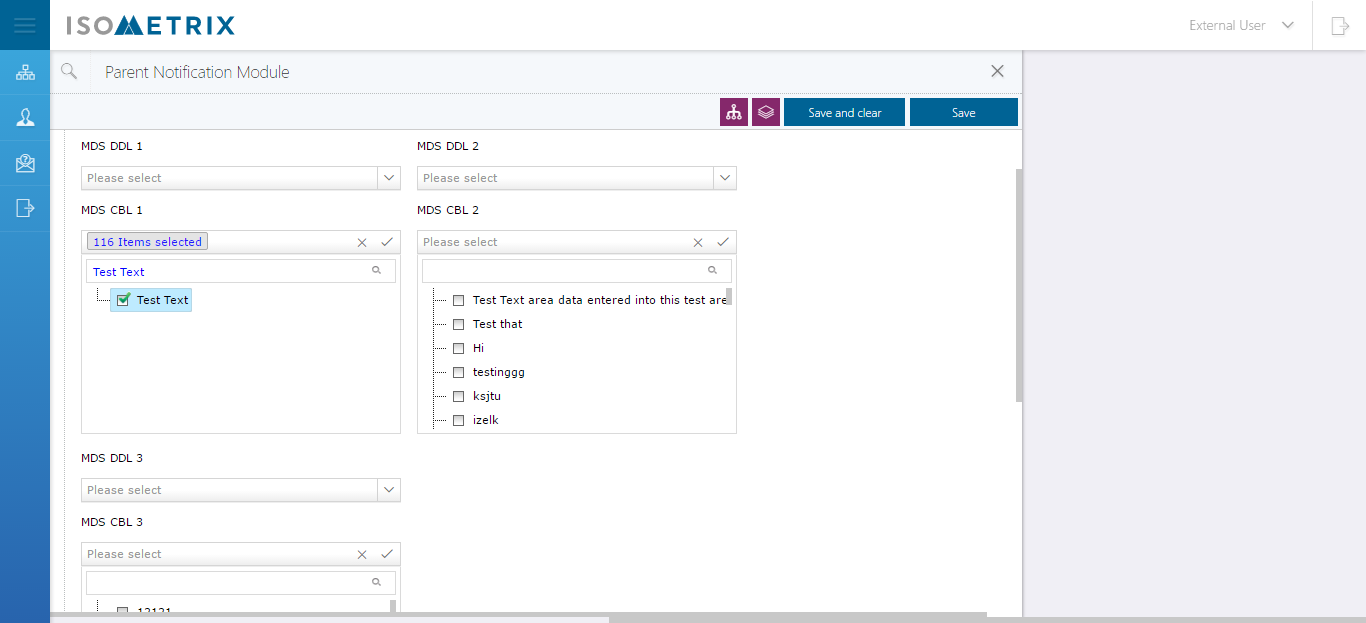 ISOMETRIX
External User
Parent Notification Module
Save and clear
Save
MDS DDL 1
MDS DDL 2
Please select
Please select
MDS CBL 1
MDS CBL 2
116 Items selected
Please select
Test Text
Test Text
Test Text area data entered into this test are
Test that
Hi
testinggg
ksjtu
izelk
MDS DDL 3
Please select
MDS CBL 3
Please select
12121